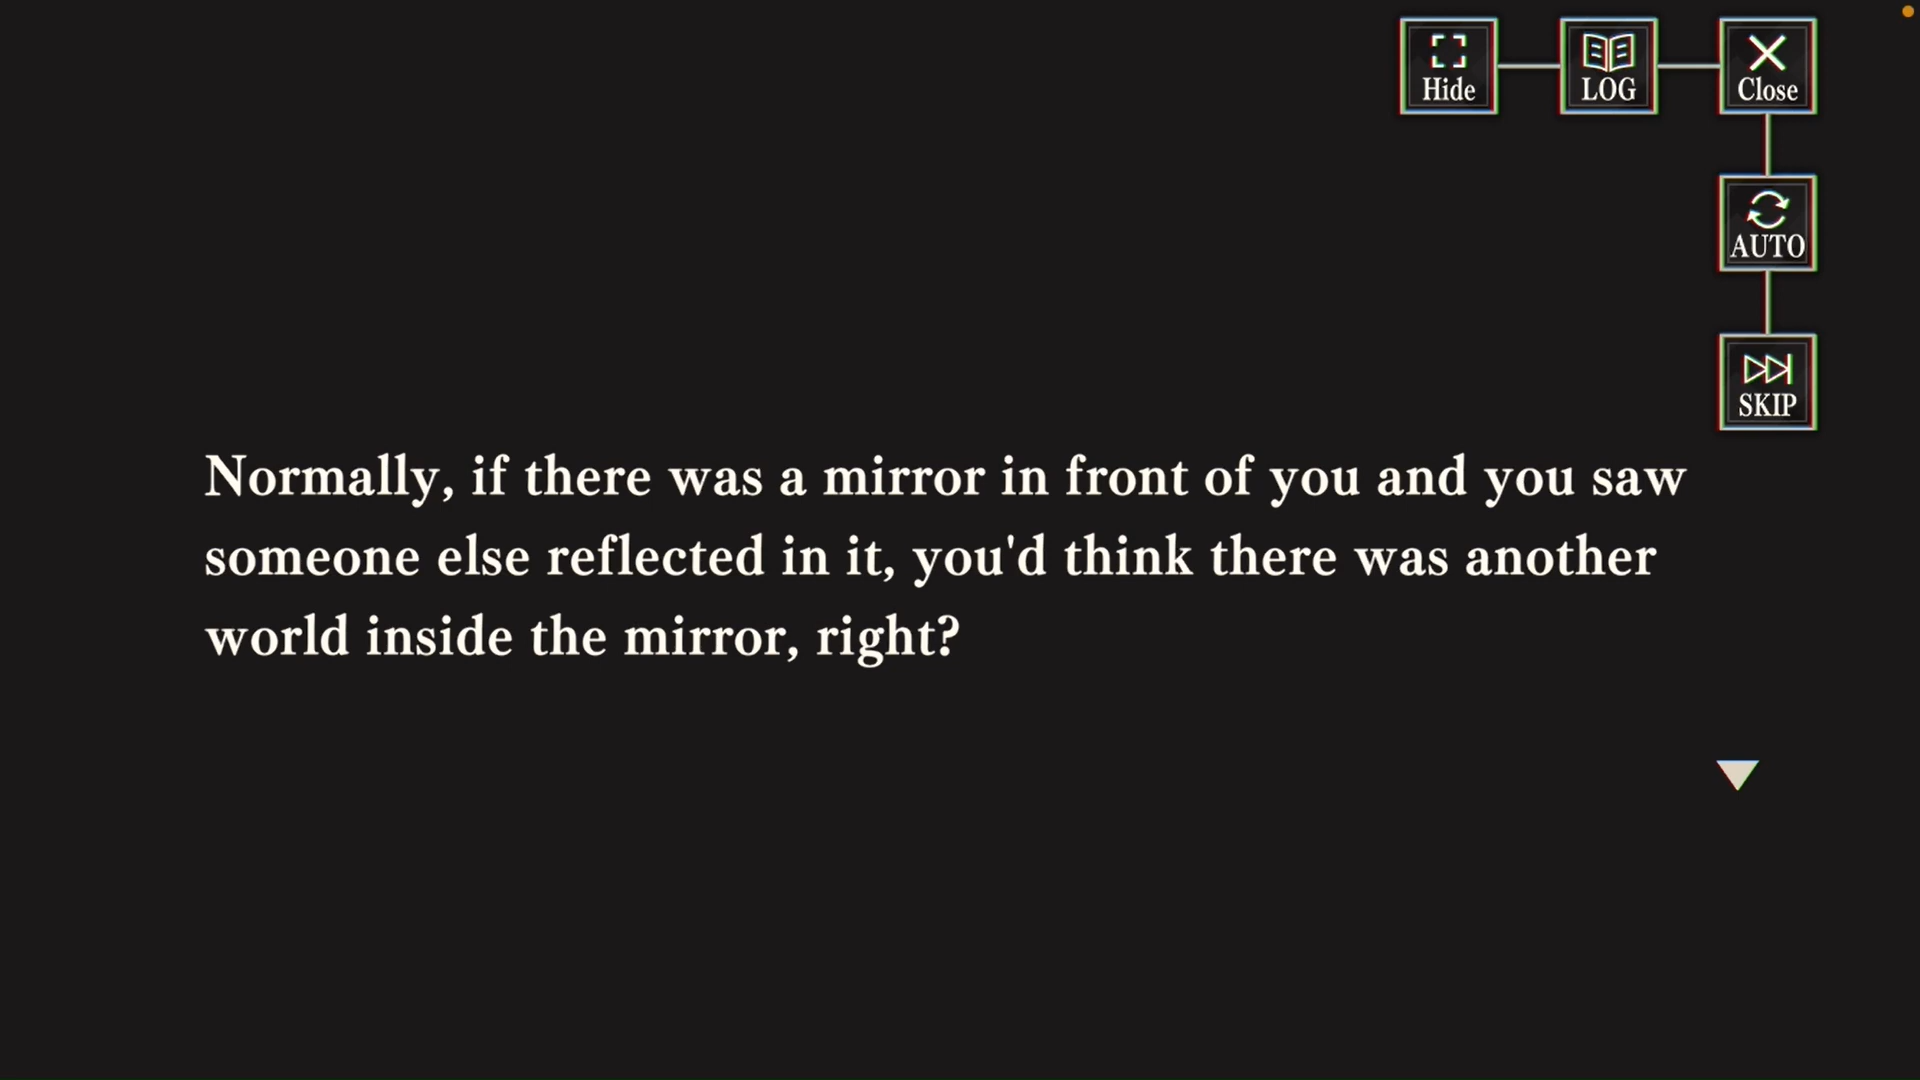 Hide
LOG
Close
AUTO
SKIP
Normally, if there was a mirror in front of you and you saw
someone else reflected in it, you'd think there was another
world inside the mirror, right?